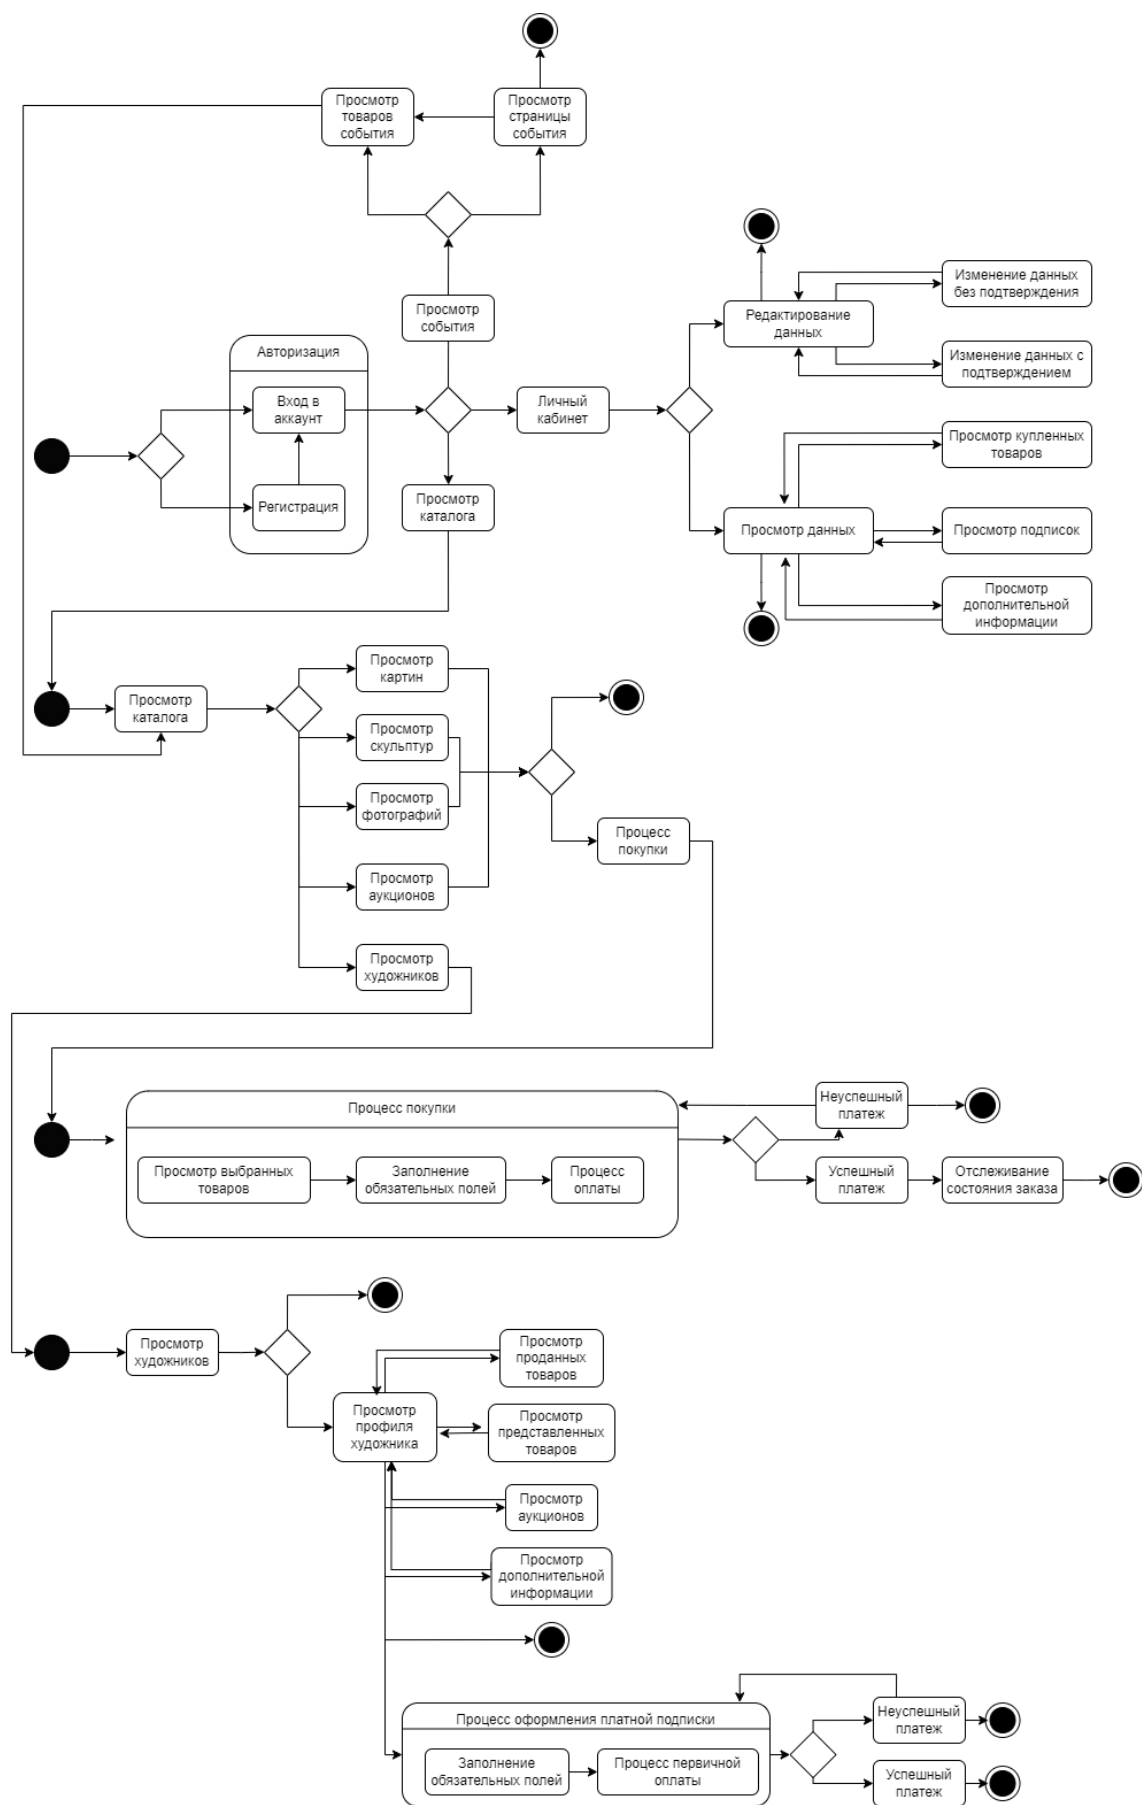 Просмотр
товаров
события
Просмотр
страницы
события
Просмотр
события
Изменение данных
без подтверждения
Редактирование
данных
Изменение данных с
подтверждением
Авторизация
Вход в
аккаунт
Регистрация
Личный
кабинет
Просмотр
каталога
Просмотр купленных
товаров
Просмотр данных
Просмотр подписок
Просмотр
дополнительной
информации
Просмотр
каталога
Просмотр
картин
Просмотр
скульптур
Просмотр
фотографий
Просмотр
аукционов
Просмотр
художников
Процесс
покупки
Процесс покупки
Просмотр выбранных
товаров
Заполнение
обязательных полей
Процесс
оплаты
Неуспешный
платеж
Успешный
платеж
Отслеживание
состояния заказа
Просмотр
художников
Просмотр
профиля
художника
Просмотр
проданных
товаров
Просмотр
представленных
товаров
Просмотр
аукционов
Просмотр
дополнительной
информации
Процесс оформления платной подписки
Заполнение
обязательных полей
Процесс первичной
оплаты
Неуспешный
платеж
Успешный
платеж